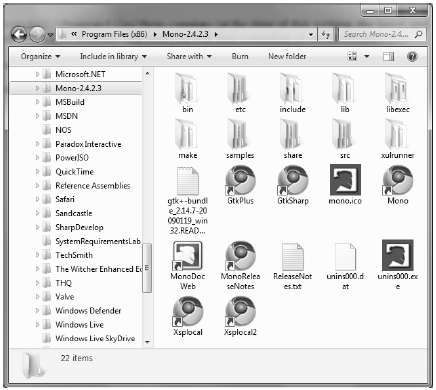 « Program Files (x86) ▸ Mono-2.4.2.3 ▸
Search Mono-2.4....
Organize ▾ Include in library ▾ Share with ▾ Burn New folder
Microsoft.NET
Mono-2.4.2.3
MSBuild
MSDN
NOS
Paradox Interactive
PowerISO
QuickTime
Reference Assemblies
Safari
Sandcastle
SharpDevelop
SystemRequirementsLab
TechSmith
The Witcher Enhanced Ed
THQ
Valve
Windows Defender
Windows Live
Windows Live SkyDrive
bin etc include lib libexec
make samples share src xulrunner
gtk+-bundle_2.14.7-20090119_win32.READ... GtkPlus GtkSharp mono.ico Mono
MonoDoc Web MonoReleaseNotes ReleaseNotes.txt unins000.dat unins000.exe
Xsplocal Xsplocal2
22 items